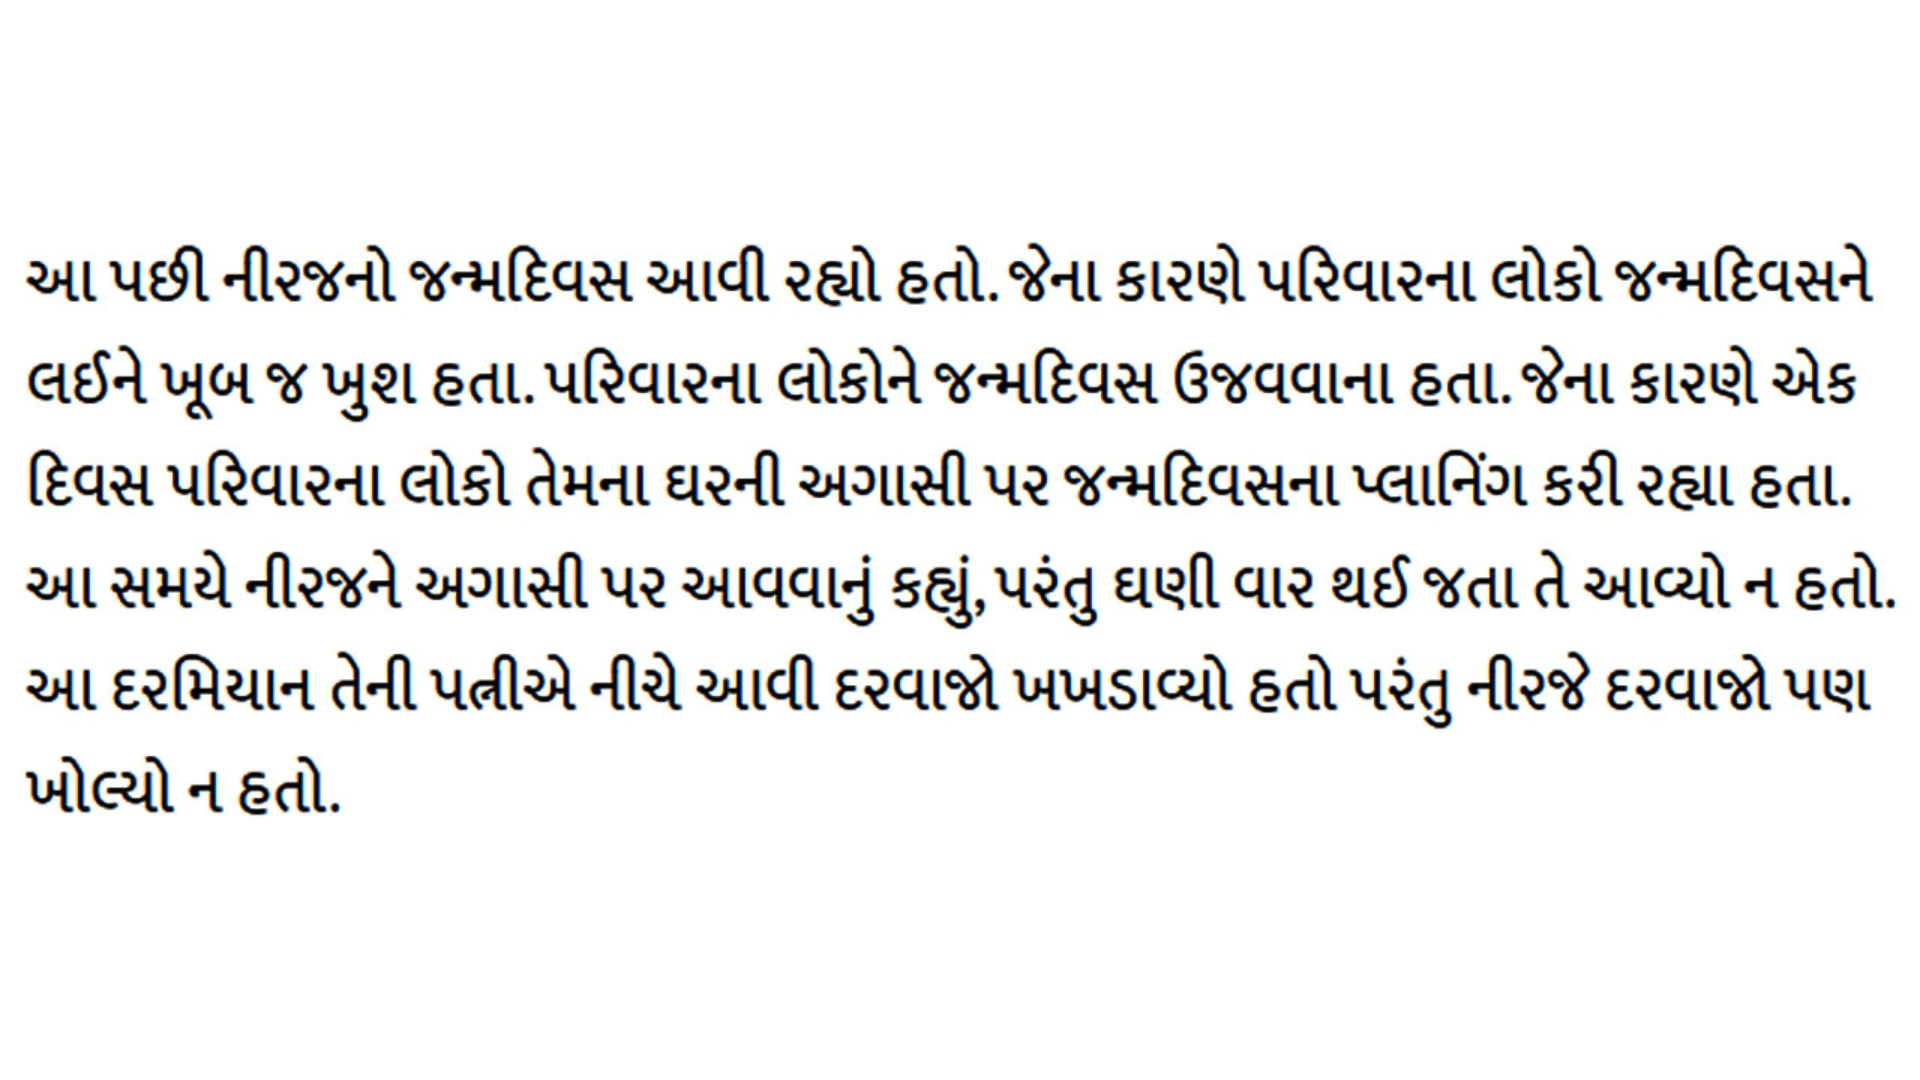 આ પછી નીરજનો જન્મદિવસ આવી રહ્યો હતો. જેના કારણે પરિવારના લોકો જન્મદિવસને
લઈને ખૂબ જ ખુશ હતા. પરિવારના લોકોને જન્મદિવસ ઉજવવાના હતા. જેના કારણે એક
દિવસ પરિવારના લોકો તેમના ઘરની અગાસી પર જન્મદિવસના પ્લાનિંગ કરી રહ્યા હતા.
આ સમયે નીરજને અગાસી પર આવવાનું કહ્યું, પરંતુ ઘણી વાર થઈ જતા તે આવ્યો ન હતો.
આ દરમિયાન તેની પત્નીએ નીચે આવી દરવાજો ખખડાવ્યો હતો પરંતુ નીરજે દરવાજો પણ
ખોલ્યો ન હતો.